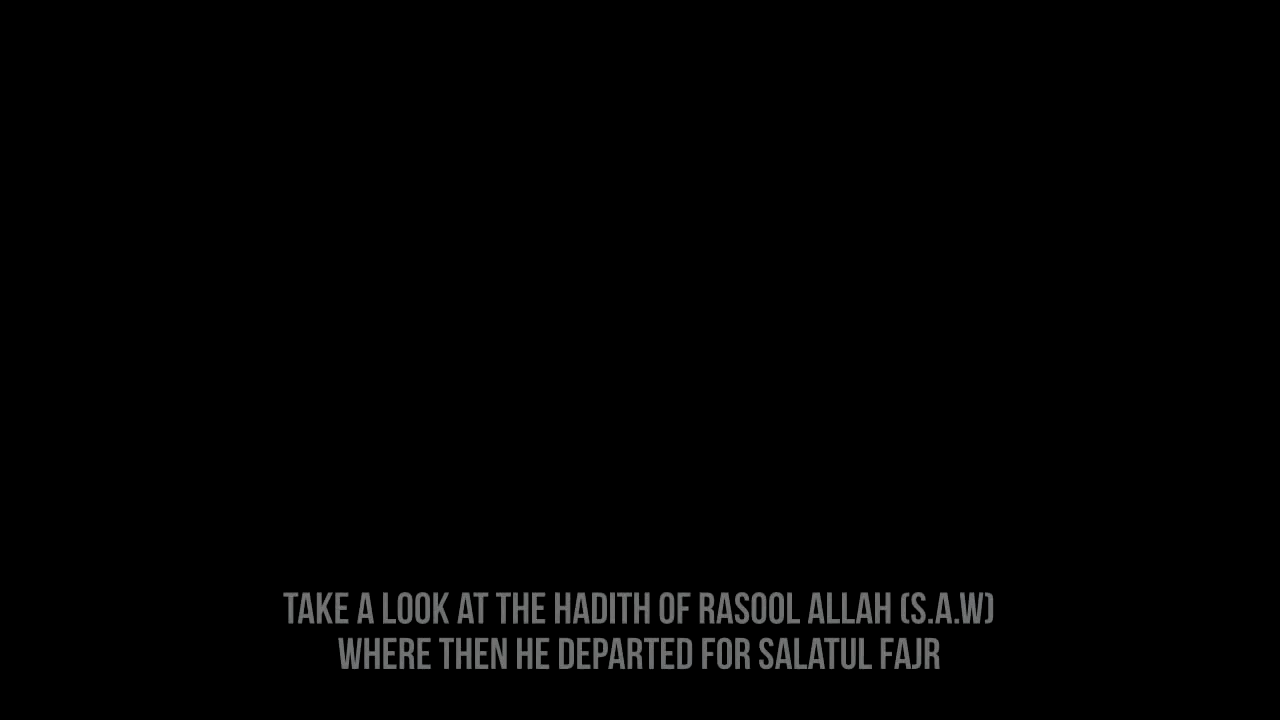 TAKE A LOOK AT THE HADITH OF RASOOL ALLAH (S.A.W)
WHERE THEN HE DEPARTED FOR SALATUL FAJR